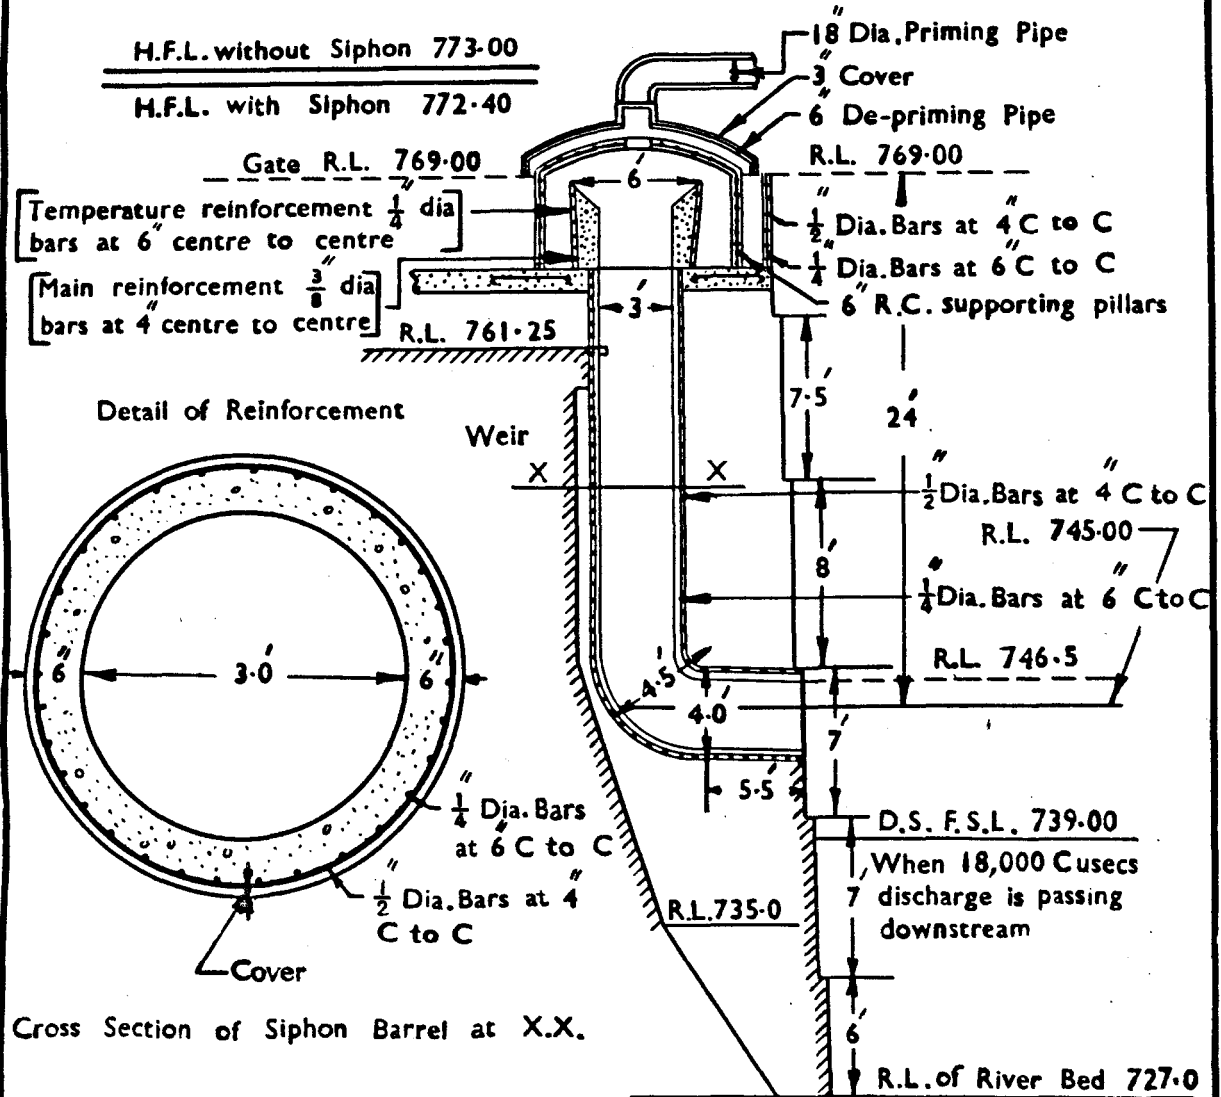 H.F.L. without Siphon 773·00
H.F.L. with Siphon 772·40
18" Dia. Priming Pipe
3" Cover
6" De-priming Pipe
Gate R.L. 769·00
R.L. 769·00
6'
Temperature reinforcement 1/4" dia
bars at 6" centre to centre
Main reinforcement 3/8" dia
bars at 4" centre to centre
1/2" Dia. Bars at 4" C to C
1/4" Dia. Bars at 6" C to C
6" R.C. supporting pillars
3'
R.L. 761·25
7·5'
24'
Detail of Reinforcement
Weir
X
X
1/2" Dia. Bars at 4" C to C
R.L. 745·00
8'
1/4" Dia. Bars at 6" C to C
R.L. 746·5
6"
3·0'
6"
4·5'
4·0'
7'
5·5'
1/4" Dia. Bars
at 6" C to C
1/2" Dia. Bars at 4"
C to C
Cover
D.S. F.S.L. 739·00
When 18,000 Cusecs
discharge is passing
downstream
7'
R.L. 735·0
6'
Cross Section of Siphon Barrel at X.X.
R.L. of River Bed 727·0